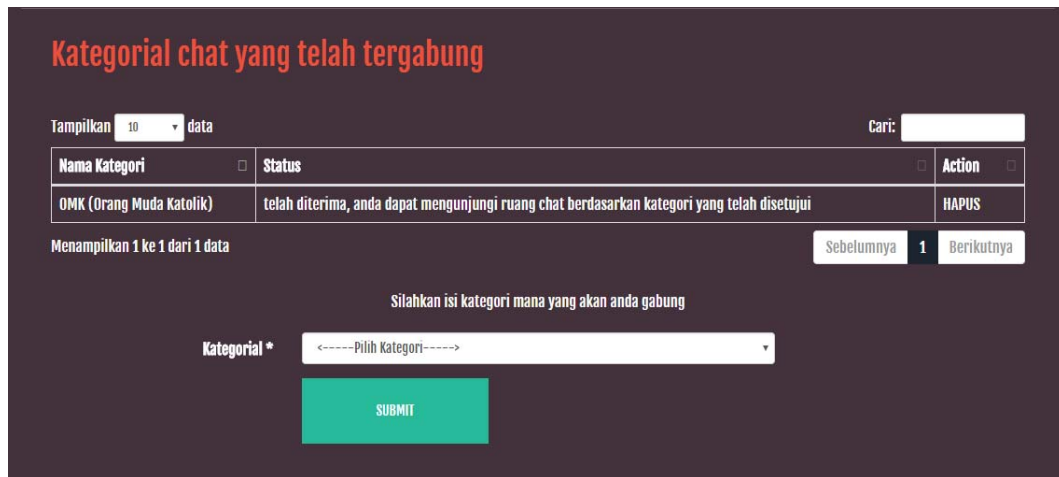 Kategorial chat yang telah tergabung
Tampilkan 10 data Cari:
Nama Kategori Status Action
OMK (Orang Muda Katolik) telah diterima, anda dapat mengunjungi ruang chat berdasarkan kategori yang telah disetujui HAPUS
Menampilkan 1 ke 1 dari 1 data Sebelumnya 1 Berikutnya
Silahkan isi kategori mana yang akan anda gabung
Kategorial * <-----Pilih Kategori----->
SUBMIT